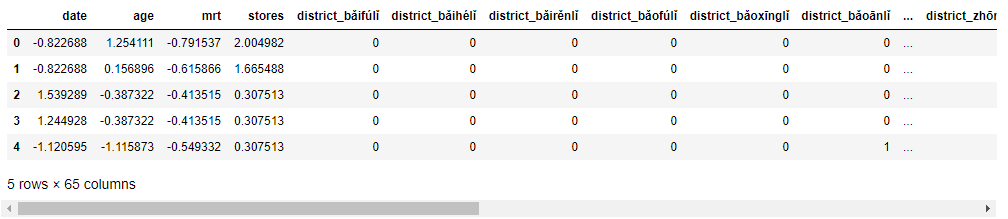 date age mrt stores district_bǎifúlǐ district_bǎihélǐ district_bǎirěnlǐ district_bǎofúlǐ district_bǎoxīnglǐ district_bǎoānlǐ ... district_zhōn
0 -0.822688 1.254111 -0.791537 2.004982 0 0 0 0 0 0 ...
1 -0.822688 0.156896 -0.615866 1.665488 0 0 0 0 0 0 ...
2 1.539289 -0.387322 -0.413515 0.307513 0 0 0 0 0 0 ...
3 1.244928 -0.387322 -0.413515 0.307513 0 0 0 0 0 0 ...
4 -1.120595 -1.115873 -0.549332 0.307513 0 0 0 0 0 1 ...
5 rows × 65 columns